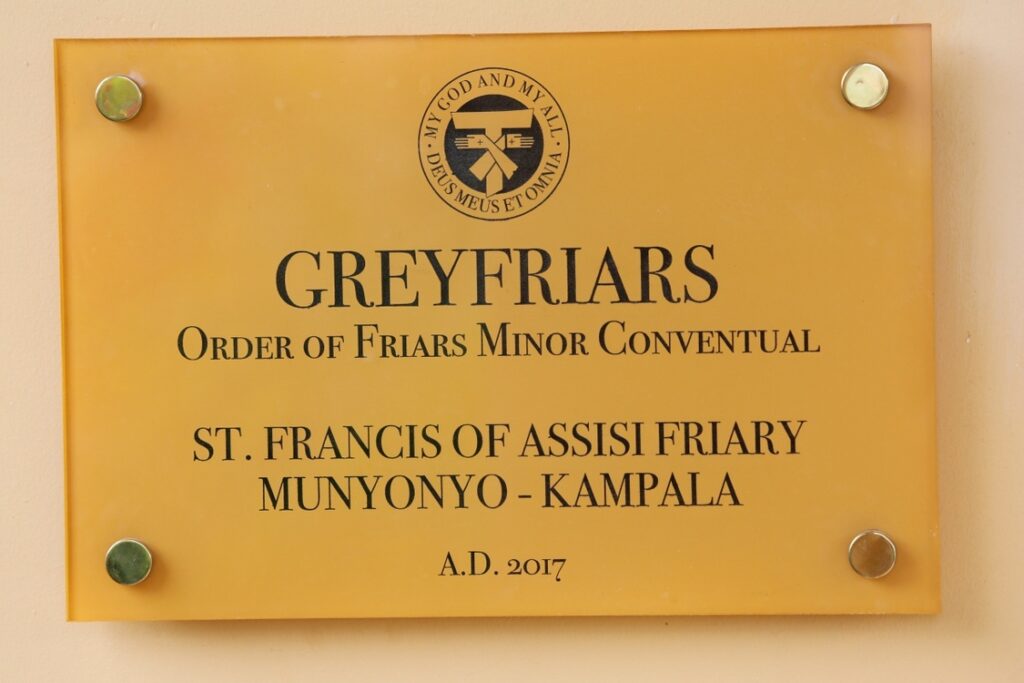 · MY GOD AND MY ALL ·
DEUS MEUS ET OMNIA
GREYFRIARS
ORDER OF FRIARS MINOR CONVENTUAL
ST. FRANCIS OF ASSISI FRIARY
MUNYONYO - KAMPALA
A.D. 2017